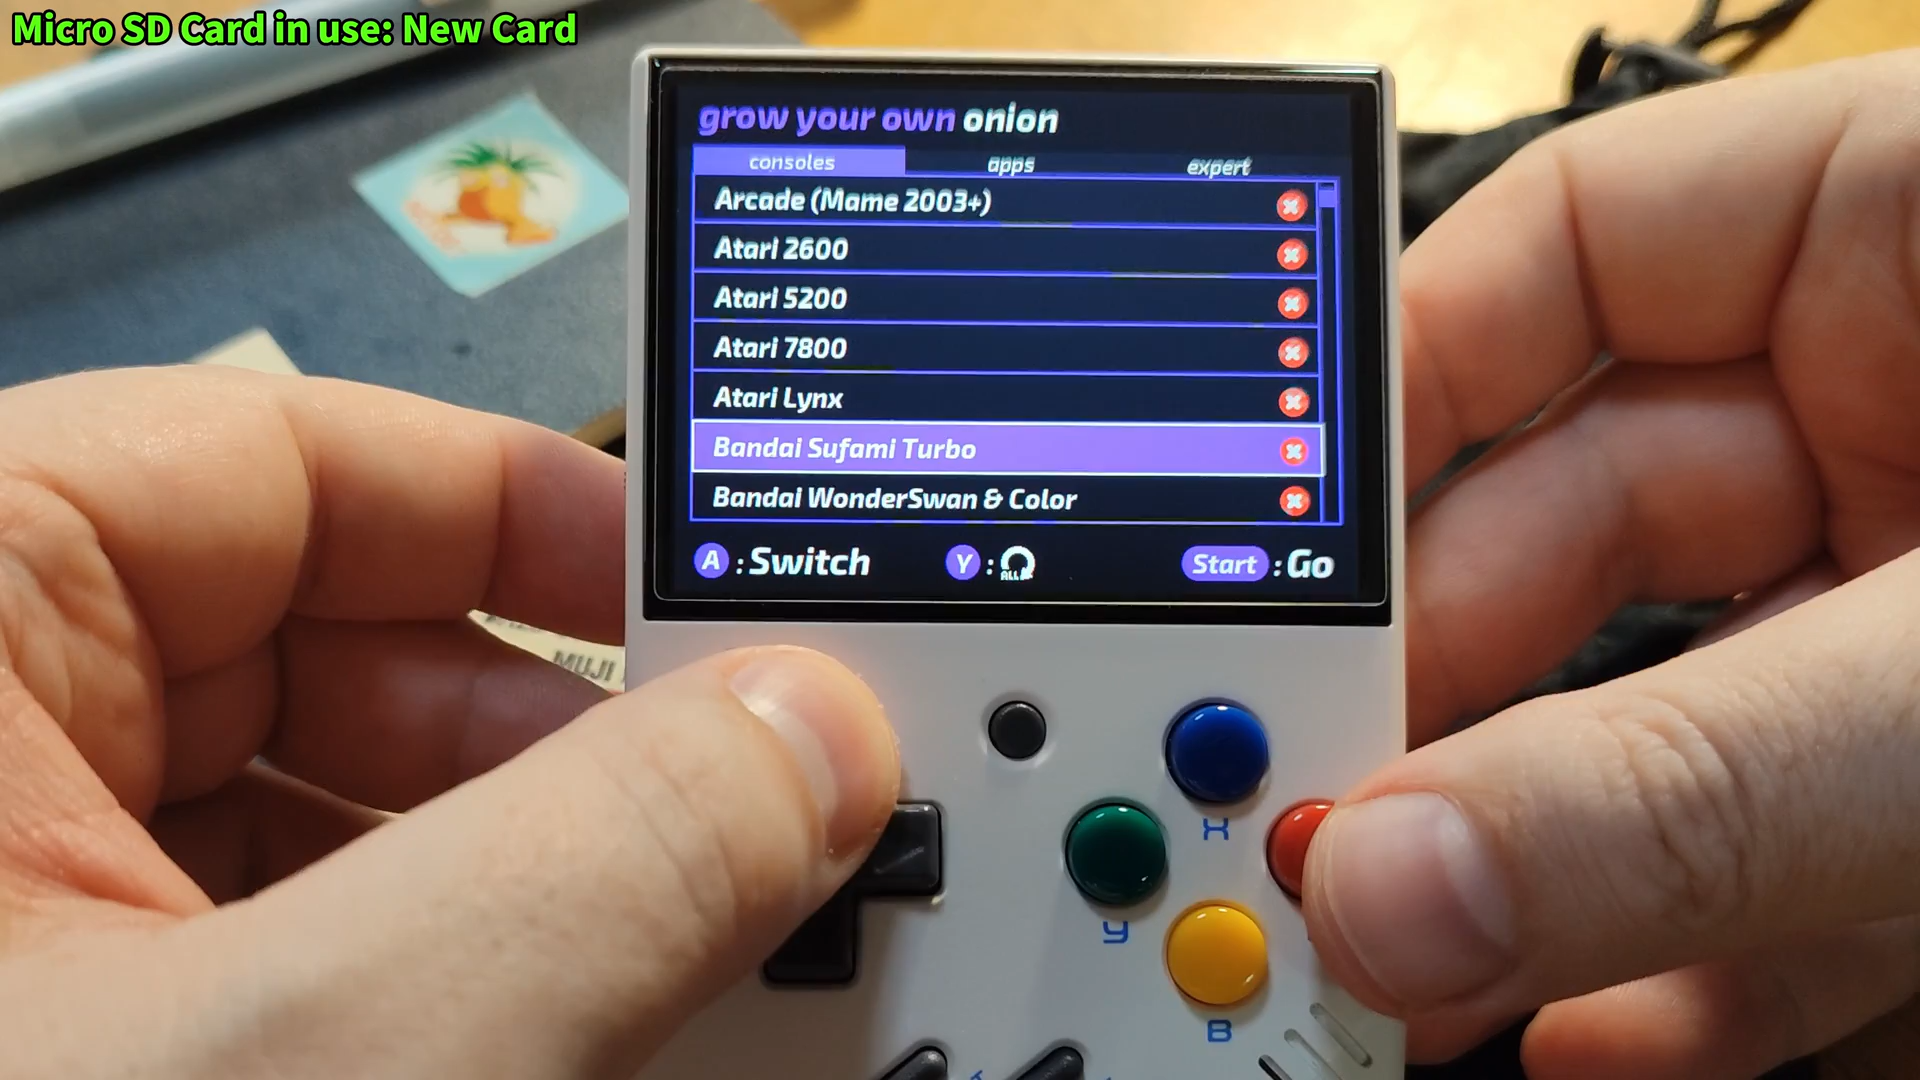 Micro SD Card in use: New Card
grow your own onion
consoles apps expert
Arcade (Mame 2003+)
Atari 2600
Atari 5200
Atari 7800
Atari Lynx
Bandai Sufami Turbo
Bandai WonderSwan & Color
A : Switch Y : ALL Start : Go
MUJI
X
Y
B